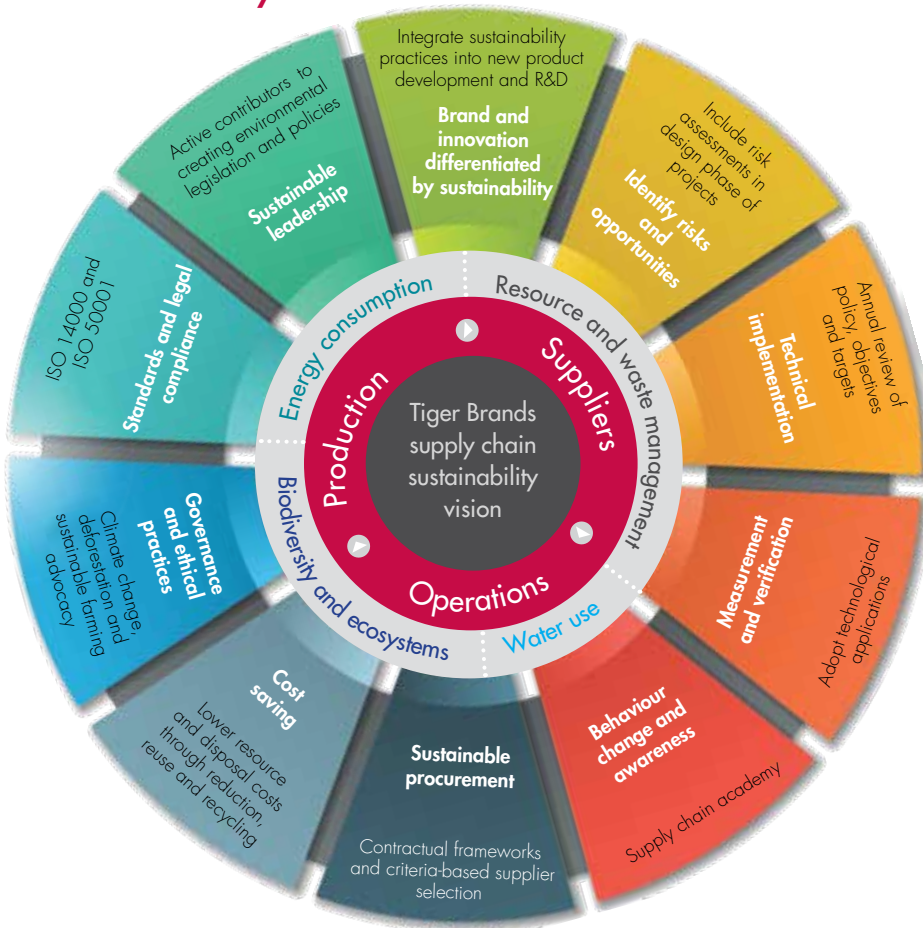 Integrate sustainability
practices into new product
development and R&D
Brand and
innovation
differentiated
by sustainability
Include risk
assessments in
design phase of
projects
Identify risks
and
opportunities
Annual review of
policy, objectives
and targets
Technical
implementation
Measurement
and verification
Adopt technological
applications
Behaviour
change and
awareness
Supply chain academy
Sustainable
procurement
Contractual frameworks
and criteria-based supplier
selection
Cost
saving
Lower resource
and disposal costs
through reduction,
reuse and recycling
Governance
and ethical
practices
Climate change,
deforestation and
sustainable farming
advocacy
Standards and legal
compliance
ISO 14000 and
ISO 50001
Active contributors to
creating environmental
legislation and policies
Sustainable
leadership
Energy consumption
Resource and waste management
Water use
Biodiversity and ecosystems
Production
Suppliers
Operations
Tiger Brands
supply chain
sustainability
vision